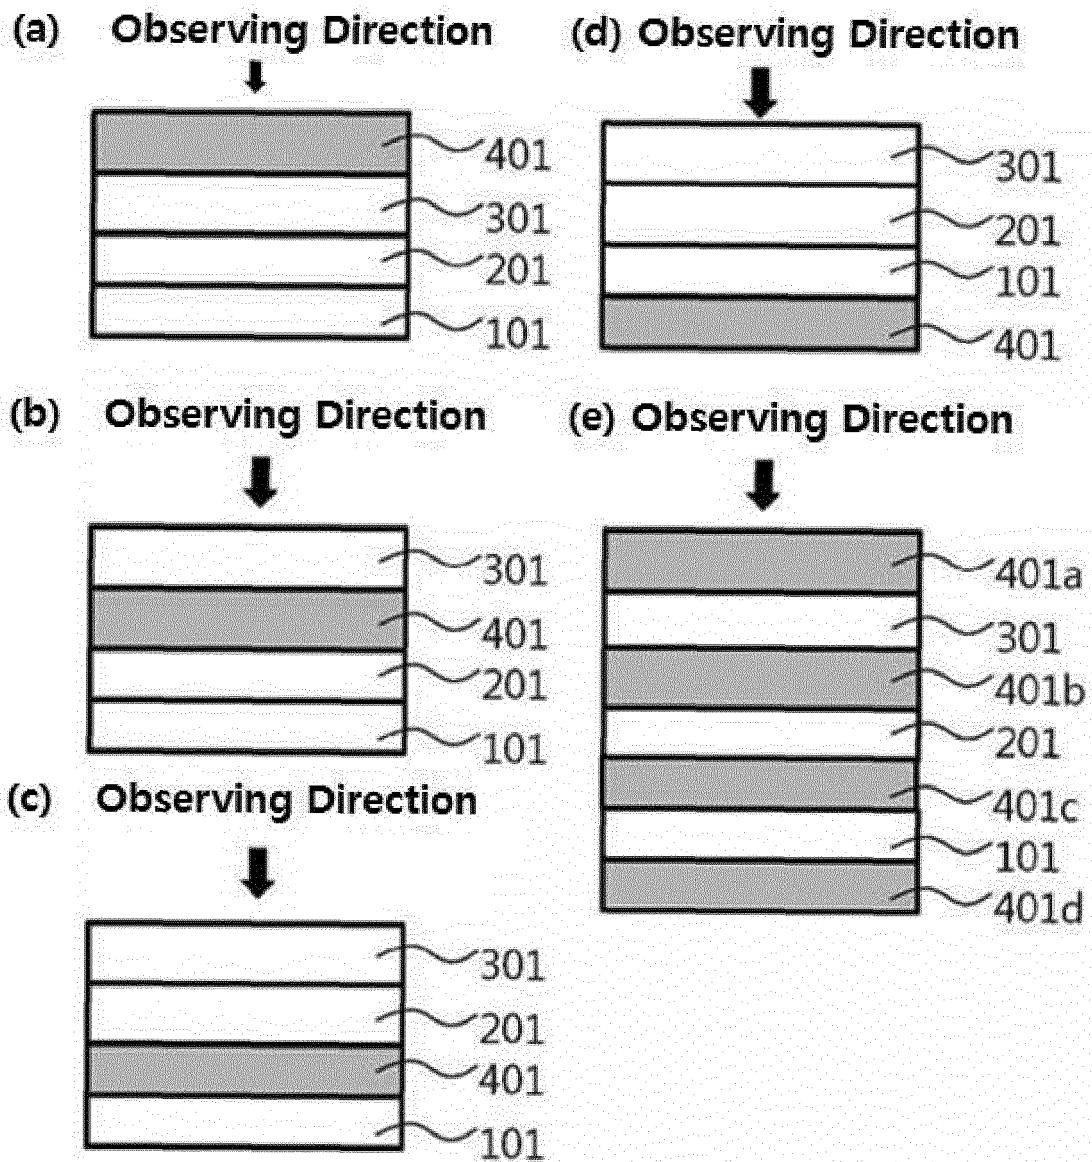 (a) Observing Direction
401
301
201
101
(b) Observing Direction
301
401
201
101
(c) Observing Direction
301
201
401
101
(d) Observing Direction
301
201
101
401
(e) Observing Direction
401a
301
401b
201
401c
101
401d